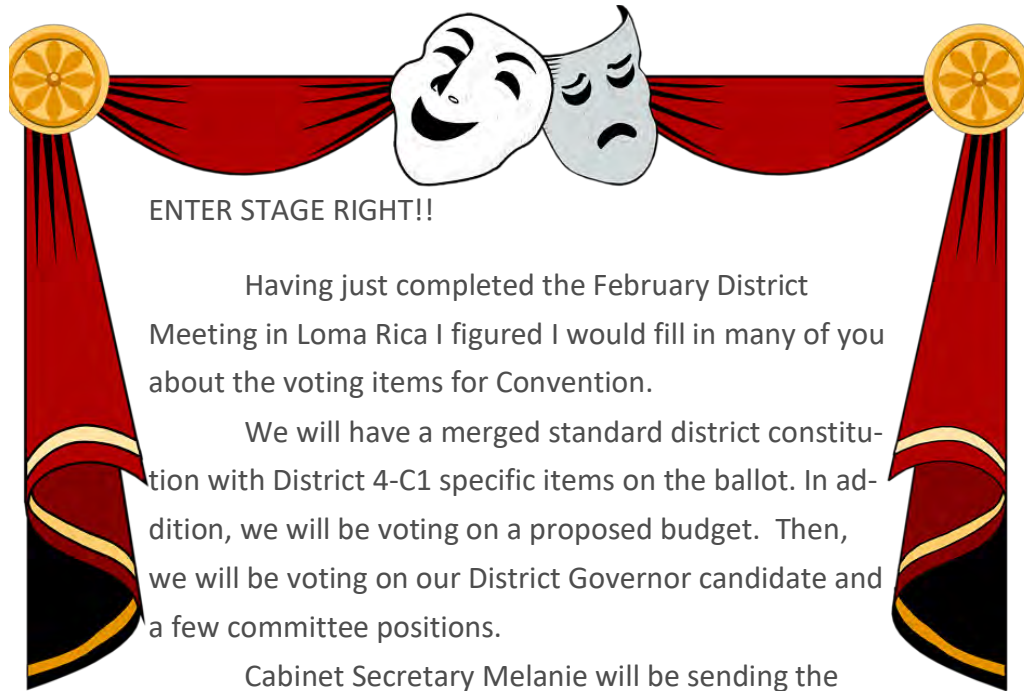 ENTER STAGE RIGHT!!
Having just completed the February District
Meeting in Loma Rica I figured I would fill in many of you
about the voting items for Convention.
We will have a merged standard district constitu-
tion with District 4-C1 specific items on the ballot. In ad-
dition, we will be voting on a proposed budget.  Then,
we will be voting on our District Governor candidate and
a few committee positions.
Cabinet Secretary Melanie will be sending the